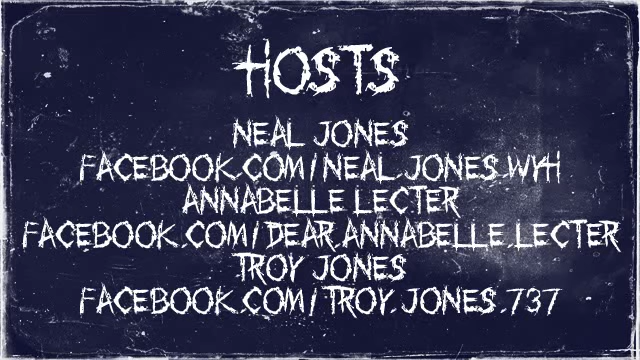 HOSTS
NEAL JONES
FACEBOOK.COM/NEAL.JONES.WYH
ANNABELLE LECTER
FACEBOOK.COM/DEAR.ANNABELLE.LECTER
TROY JONES
FACEBOOK.COM/TROY.JONES.737